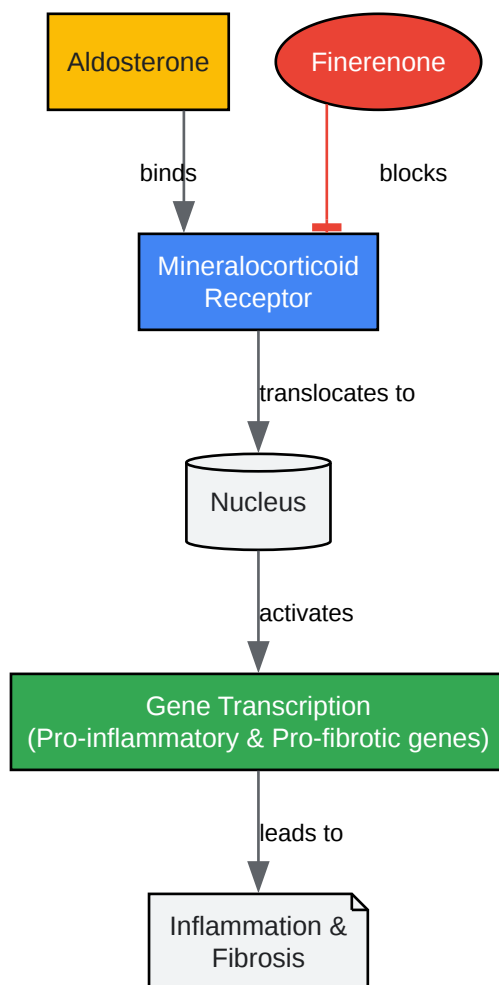 Aldosterone
Finerenone
binds
blocks
Mineralocorticoid
Receptor
translocates to
Nucleus
activates
Gene Transcription
(Pro-inflammatory & Pro-fibrotic genes)
leads to
Inflammation &
Fibrosis